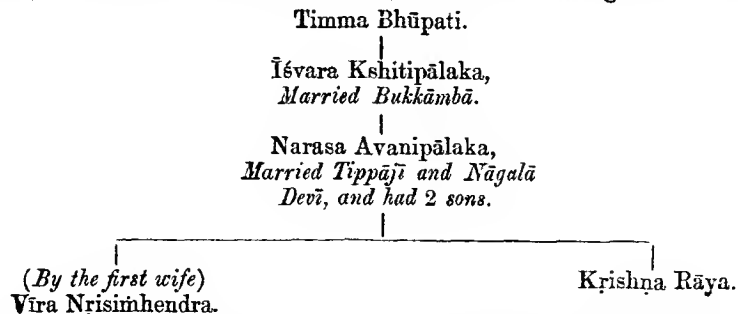 Timma Bhūpati.
Īśvara Kshitipālaka,
Married Bukkāmbā.
Narasa Avanipālaka,
Married Tippājī and Nāgalā
Devī, and had 2 sons.
(By the first wife)
Vīra Nṛisiṁhendra.
Kṛishṇa Rāya.